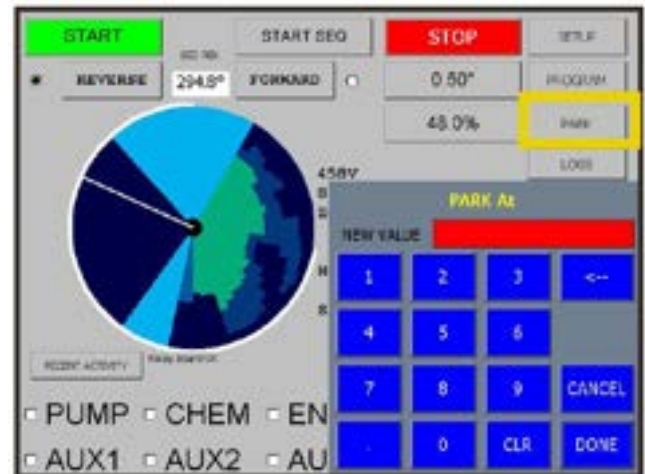 START START SEQ STOP SETUP
REVERSE 294.8° FORWARD 0.50° PROGRAM
48.0% PARK
LOGS
458V
PARK At
NEW VALUE
1 2 3 <--
4 5 6
7 8 9 CANCEL
. 0 CLR DONE
RECENT ACTIVITY
PUMP CHEM EN
AUX1 AUX2 AU